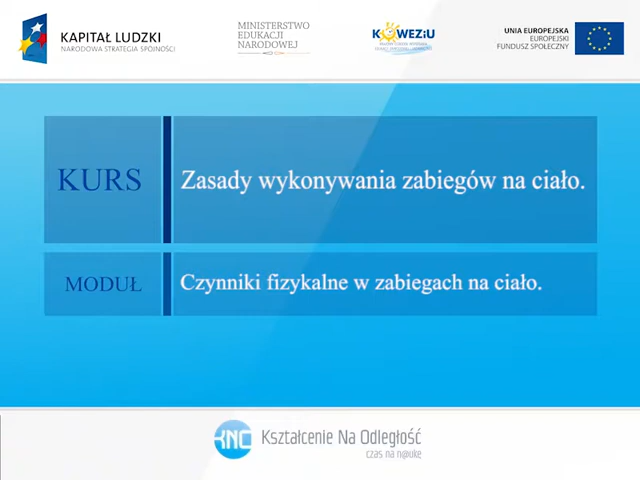 KAPITAŁ LUDZKI
NARODOWA STRATEGIA SPÓJNOŚCI
MINISTERSTWO
EDUKACJI
NARODOWEJ
KOWEZiU
UNIA EUROPEJSKA
EUROPEJSKI
FUNDUSZ SPOŁECZNY
KURS
Zasady wykonywania zabiegów na ciało.
MODUŁ
Czynniki fizykalne w zabiegach na ciało.
KNO Kształcenie Na Odległość
czas na n@ukę